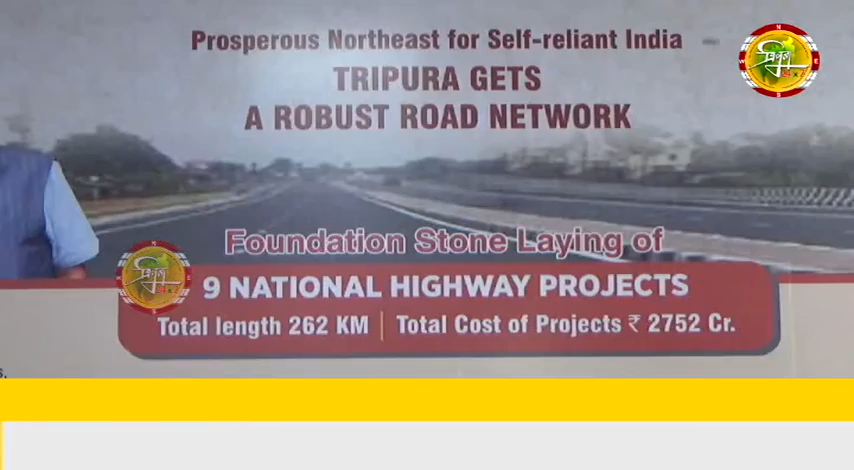 Prosperous Northeast for Self-reliant India
TRIPURA GETS
A ROBUST ROAD NETWORK
Foundation Stone Laying of
9 NATIONAL HIGHWAY PROJECTS
Total length 262 KM | Total Cost of Projects ₹ 2752 Cr.